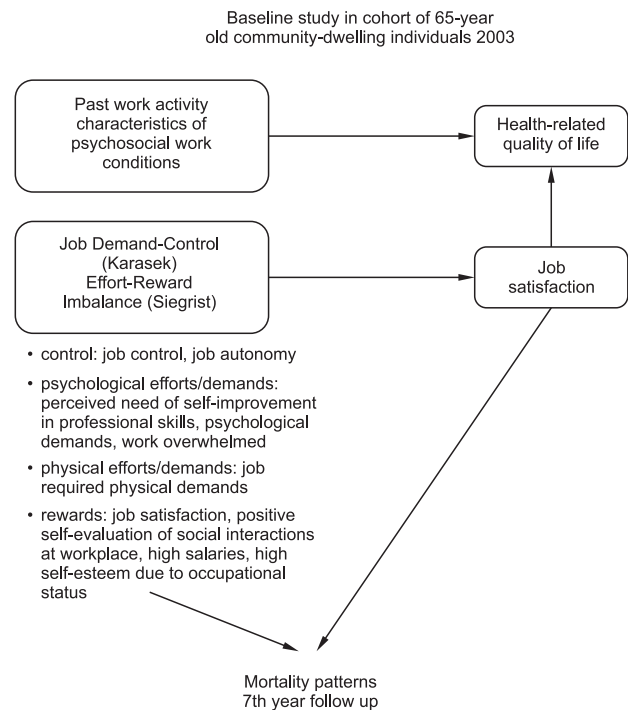 Baseline study in cohort of 65-year
old community-dwelling individuals 2003
Past work activity
characteristics of
psychosocial work
conditions
Health-related
quality of life
Job Demand-Control
(Karasek)
Effort-Reward
Imbalance (Siegrist)
Job
satisfaction
• control: job control, job autonomy
• psychological efforts/demands:
perceived need of self-improvement
in professional skills, psychological
demands, work overwhelmed
• physical efforts/demands: job
required physical demands
• rewards: job satisfaction, positive
self-evaluation of social interactions
at workplace, high salaries, high
self-esteem due to occupational
status
Mortality patterns
7th year follow up